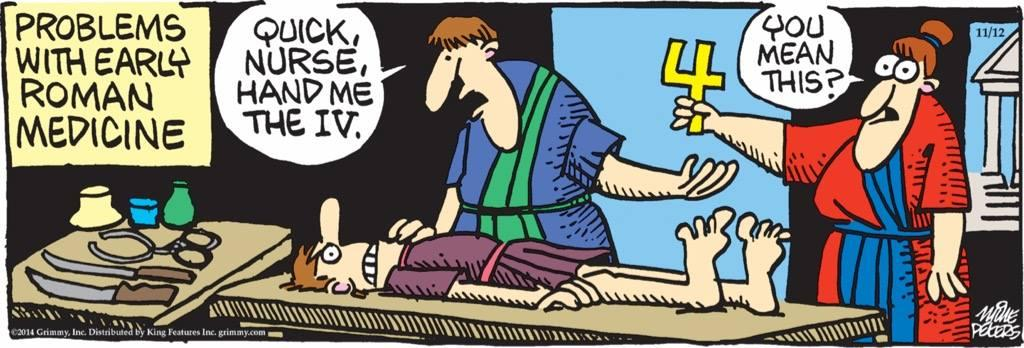 PROBLEMS
WITH EARLY
ROMAN
MEDICINE
QUICK,
NURSE,
HAND ME
THE IV.
4
YOU
MEAN
THIS?
11/12
©2014 Grimmy, Inc. Distributed by King Features Inc. grimmy.com
MIKE
PETERS